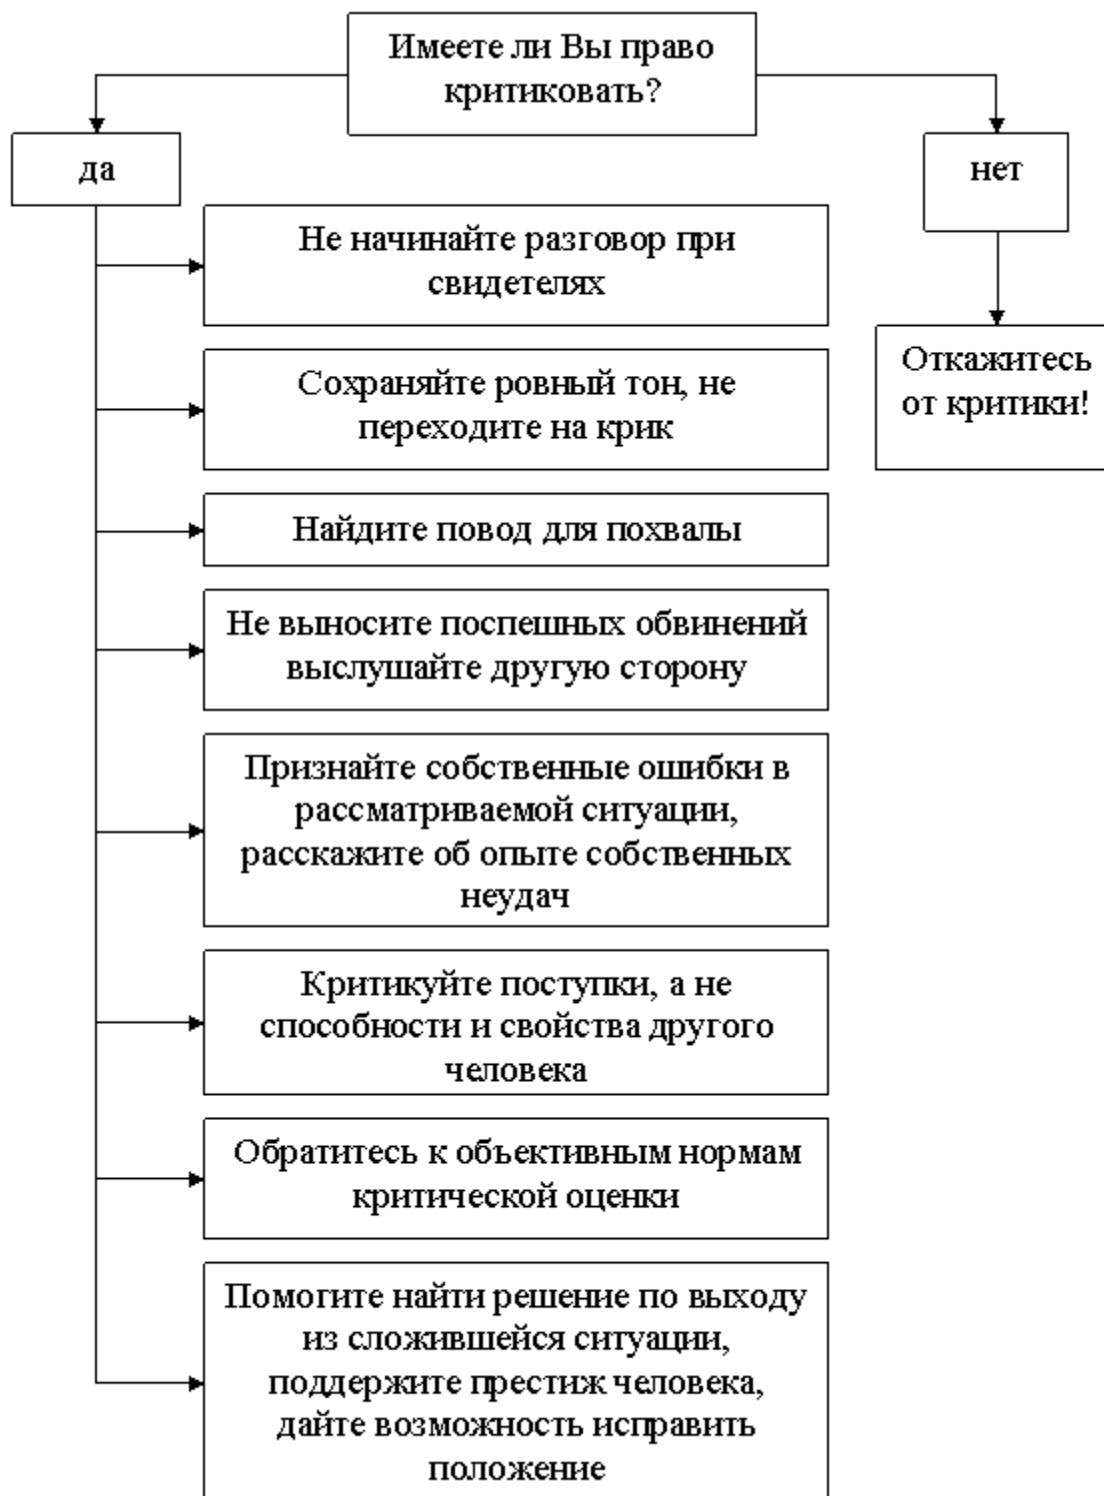 Имеете ли Вы право
критиковать?
да
нет
Не начинайте разговор при
свидетелях
Откажитесь
от критики!
Сохраняйте ровный тон, не
переходите на крик
Найдите повод для похвалы
Не выносите поспешных обвинений
выслушайте другую сторону
Признайте собственные ошибки в
рассматриваемой ситуации,
расскажите об опыте собственных
неудач
Критикуйте поступки, а не
способности и свойства другого
человека
Обратитесь к объективным нормам
критической оценки
Помогите найти решение по выходу
из сложившейся ситуации,
поддержите престиж человека,
дайте возможность исправить
положение